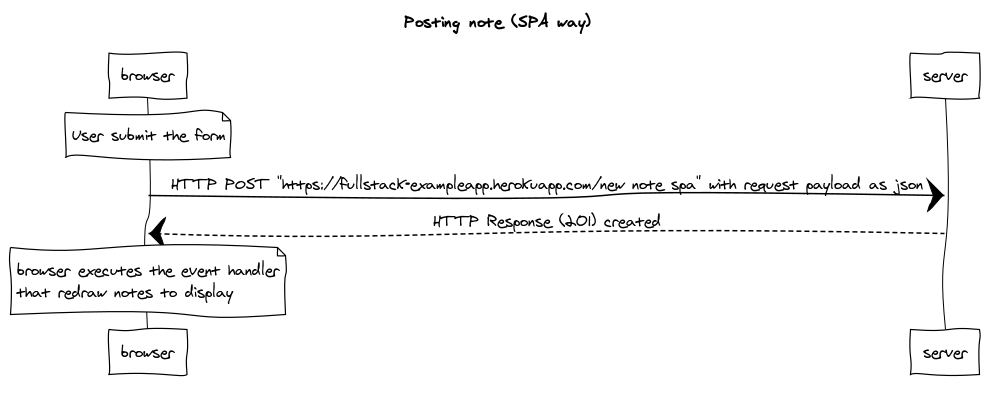 Posting note (SPA way)
browser
server
User submit the form
HTTP POST "https://fullstack-exampleapp.herokuapp.com/new note spa" with request payload as json
HTTP Response (201) created
browser executes the event handler
that redraw notes to display
browser
server